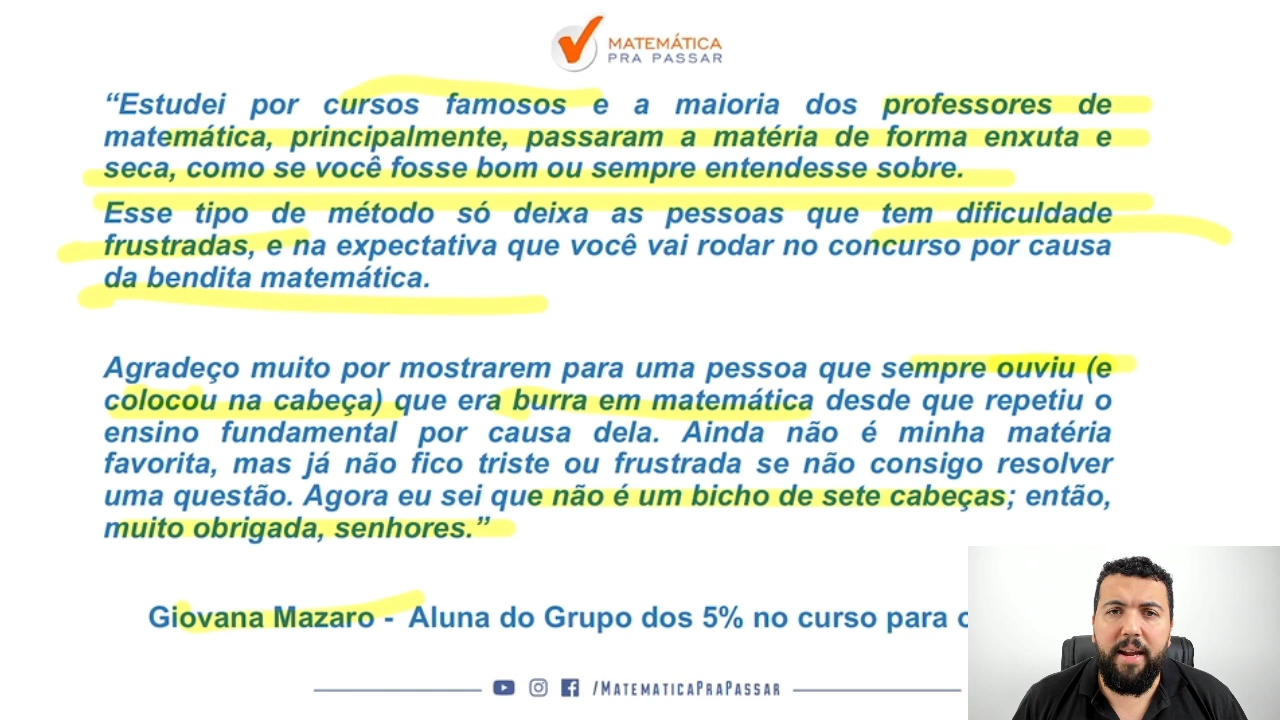 MATEMÁTICA
PRA PASSAR
“Estudei por cursos famosos e a maioria dos professores de
matemática, principalmente, passaram a matéria de forma enxuta e
seca, como se você fosse bom ou sempre entendesse sobre.
Esse tipo de método só deixa as pessoas que tem dificuldade
frustradas, e na expectativa que você vai rodar no concurso por causa
da bendita matemática.
Agradeço muito por mostrarem para uma pessoa que sempre ouviu (e
colocou na cabeça) que era burra em matemática desde que repetiu o
ensino fundamental por causa dela. Ainda não é minha matéria
favorita, mas já não fico triste ou frustrada se não consigo resolver
uma questão. Agora eu sei que não é um bicho de sete cabeças; então,
muito obrigada, senhores.”
Giovana Mazaro - Aluna do Grupo dos 5% no curso para
/MATEMATICAPRAPASSAR